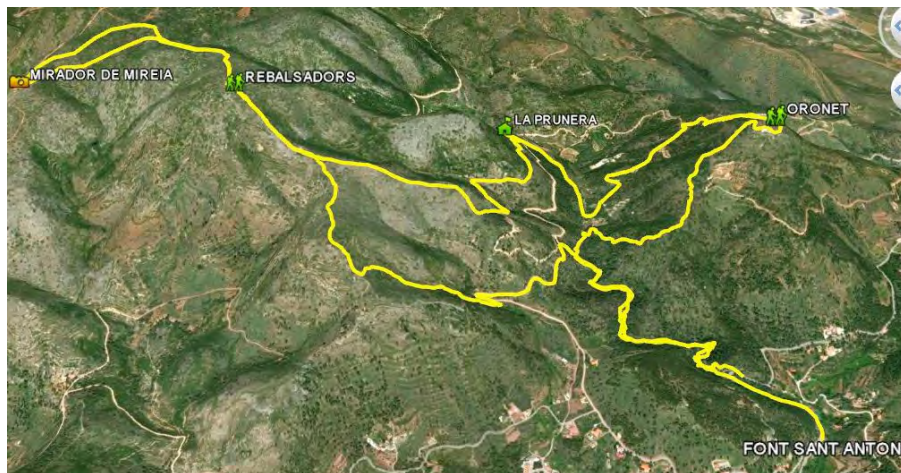 MIRADOR DE MIREIA
REBALSADORS
LA PRUNERA
ORONET
FONT SANT ANTON